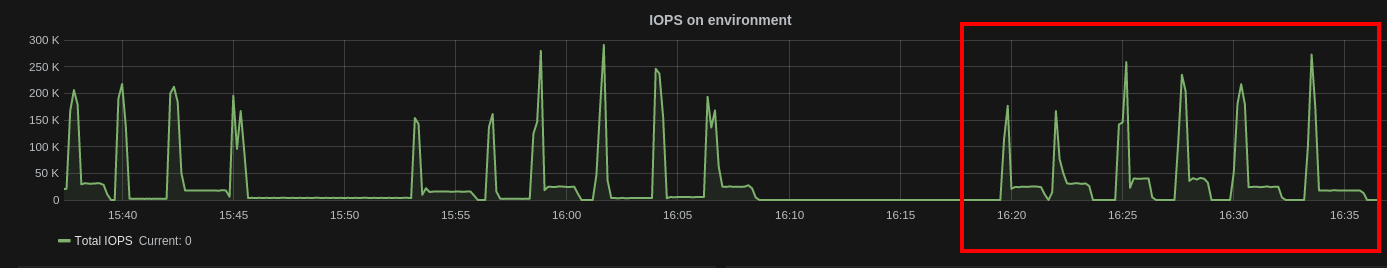 IOPS on environment
300 K
250 K
200 K
150 K
100 K
50 K
0
15:40 15:45 15:50 15:55 16:00 16:05 16:10 16:15 16:20 16:25 16:30 16:35
Total IOPS Current: 0